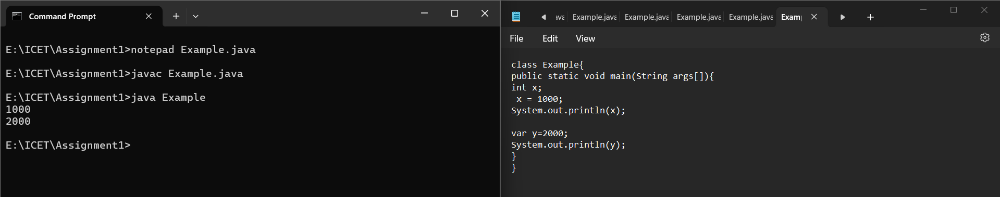 Command Prompt
E:\ICET\Assignment1>notepad Example.java
E:\ICET\Assignment1>javac Example.java
E:\ICET\Assignment1>java Example
1000
2000
E:\ICET\Assignment1>
Example.java Example.java Example.java Example.java
File Edit View
class Example{
public static void main(String args[]){
int x;
 x = 1000;
System.out.println(x);
var y=2000;
System.out.println(y);
}
}